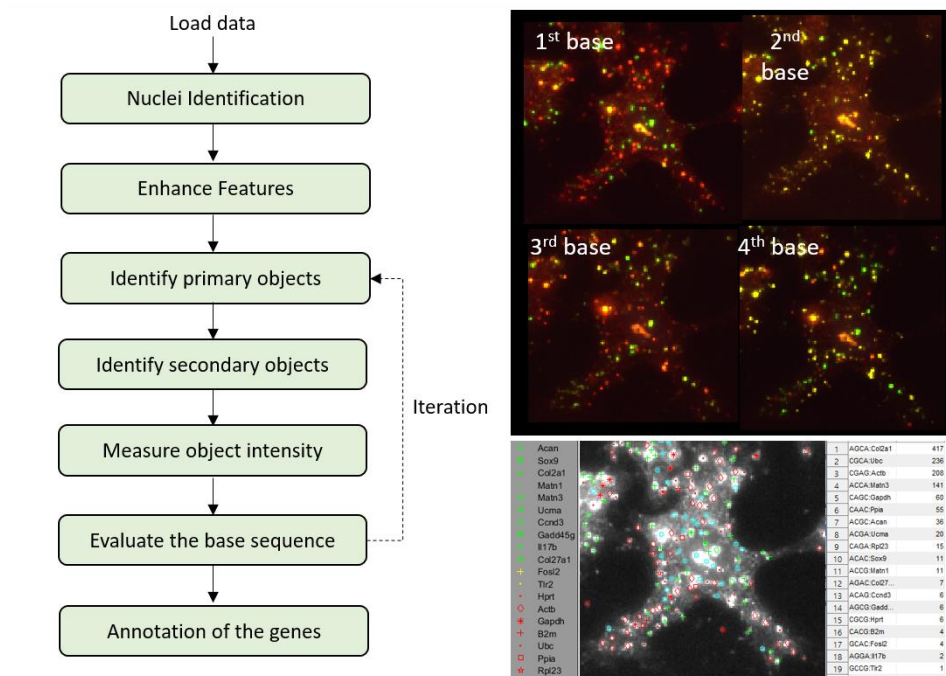 Load data
Nuclei Identification
Enhance Features
Identify primary objects
Identify secondary objects
Iteration
Measure object intensity
Evaluate the base sequence
Annotation of the genes
1st base
2nd
base
3rd base
4th base
Acan
Sox9
Col2a1
Matn1
Matn3
Ucma
Ccnd3
Gadd45g
Il17b
Col27a1
Fosl2
Tlr2
Hprt
Actb
Gapdh
B2m
Ubc
Ppia
Rpl23
1 AGCA:Col2a1 417
2 CGCA:Ubc 236
3 CGAG:Actb 208
4 ACCA:Matn3 141
5 CAGC:Gapdh 60
6 CAAC:Ppia 55
7 ACGC:Acan 36
8 ACGA:Ucma 20
9 CAGA:Rpl23 15
10 ACAC:Sox9 11
11 ACCG:Matn1 11
12 AGAC:Col27... 7
13 ACAG:Ccnd3 6
14 AGCG:Gadd... 6
15 CGCG:Hprt 6
16 CACG:B2m 4
17 GCAC:Fosl2 4
18 AGGA:Il17b 2
19 GCCG:Tlr2 1